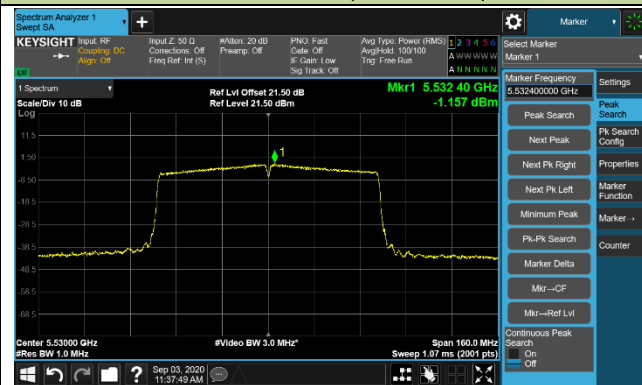 Spectrum Analyzer 1
Swept SA
Marker
KEYSIGHT
Input: RF
Coupling: DC
Align: Off
Input Z: 50 Ω
Corrections: Off
Freq Ref: Int (S)
#Atten: 20 dB
Preamp: Off
PNO: Fast
Gate: Off
IF Gain: Low
Sig Track: Off
Avg Type: Power (RMS)
Avg|Hold: 100/100
Trig: Free Run
1 2 3 4 5 6
A W W W W W
A N N N N N
LXI
Select Marker
Marker 1
1 Spectrum
Scale/Div 10 dB
Log
Ref Lvl Offset 21.50 dB
Ref Level 21.50 dBm
Mkr1 5.532 40 GHz
-1.157 dBm
11.5
1.50
-8.50
-18.5
-28.5
-38.5
-48.5
-58.5
-68.5
1
Center 5.53000 GHz
#Res BW 1.0 MHz
#Video BW 3.0 MHz*
Span 160.0 MHz
Sweep 1.07 ms (2001 pts)
Marker Frequency
5.532400000 GHz
Peak Search
Next Peak
Next Pk Right
Next Pk Left
Minimum Peak
Pk-Pk Search
Marker Delta
Mkr→CF
Mkr→Ref Lvl
Continuous Peak
Search
On
Off
Settings
Peak
Search
Pk Search
Config
Properties
Marker
Function
Marker→
Counter
Sep 03, 2020
11:37:49 AM